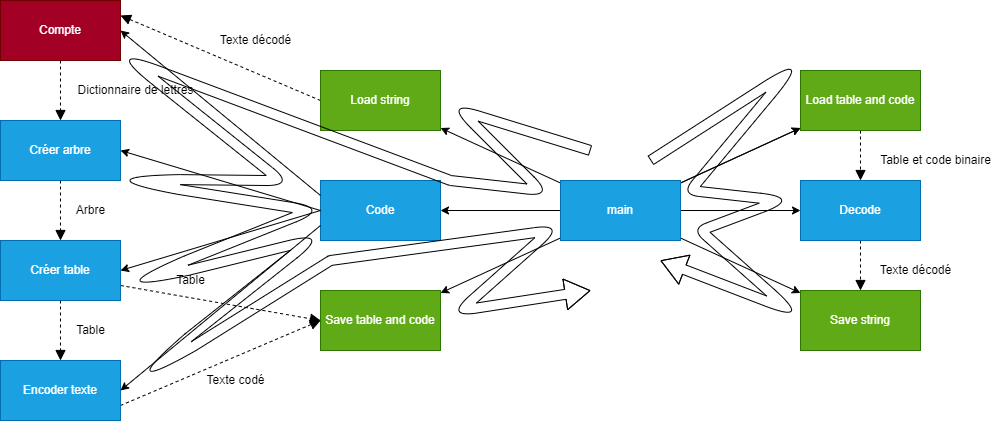 Compte
Texte décodé
Dictionnaire de lettres
Load string
Load table and code
Créer arbre
Table et code binaire
Arbre
Code
main
Decode
Créer table
Table
Texte décodé
Table
Save table and code
Save string
Encoder texte
Texte codé